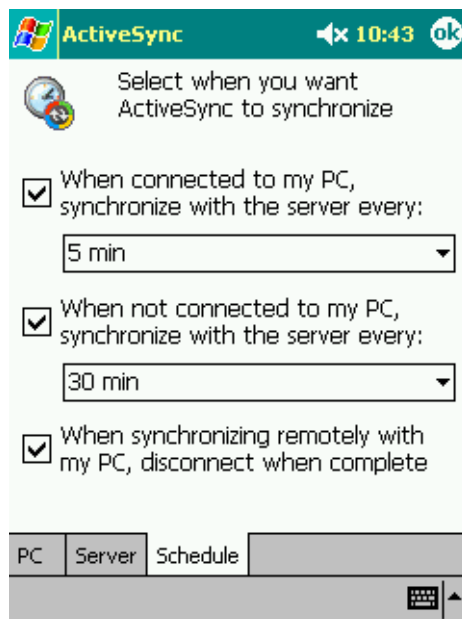 ActiveSync 10:43 ok
Select when you want
ActiveSync to synchronize
When connected to my PC,
synchronize with the server every:
5 min
When not connected to my PC,
synchronize with the server every:
30 min
When synchronizing remotely with
my PC, disconnect when complete
PC Server Schedule